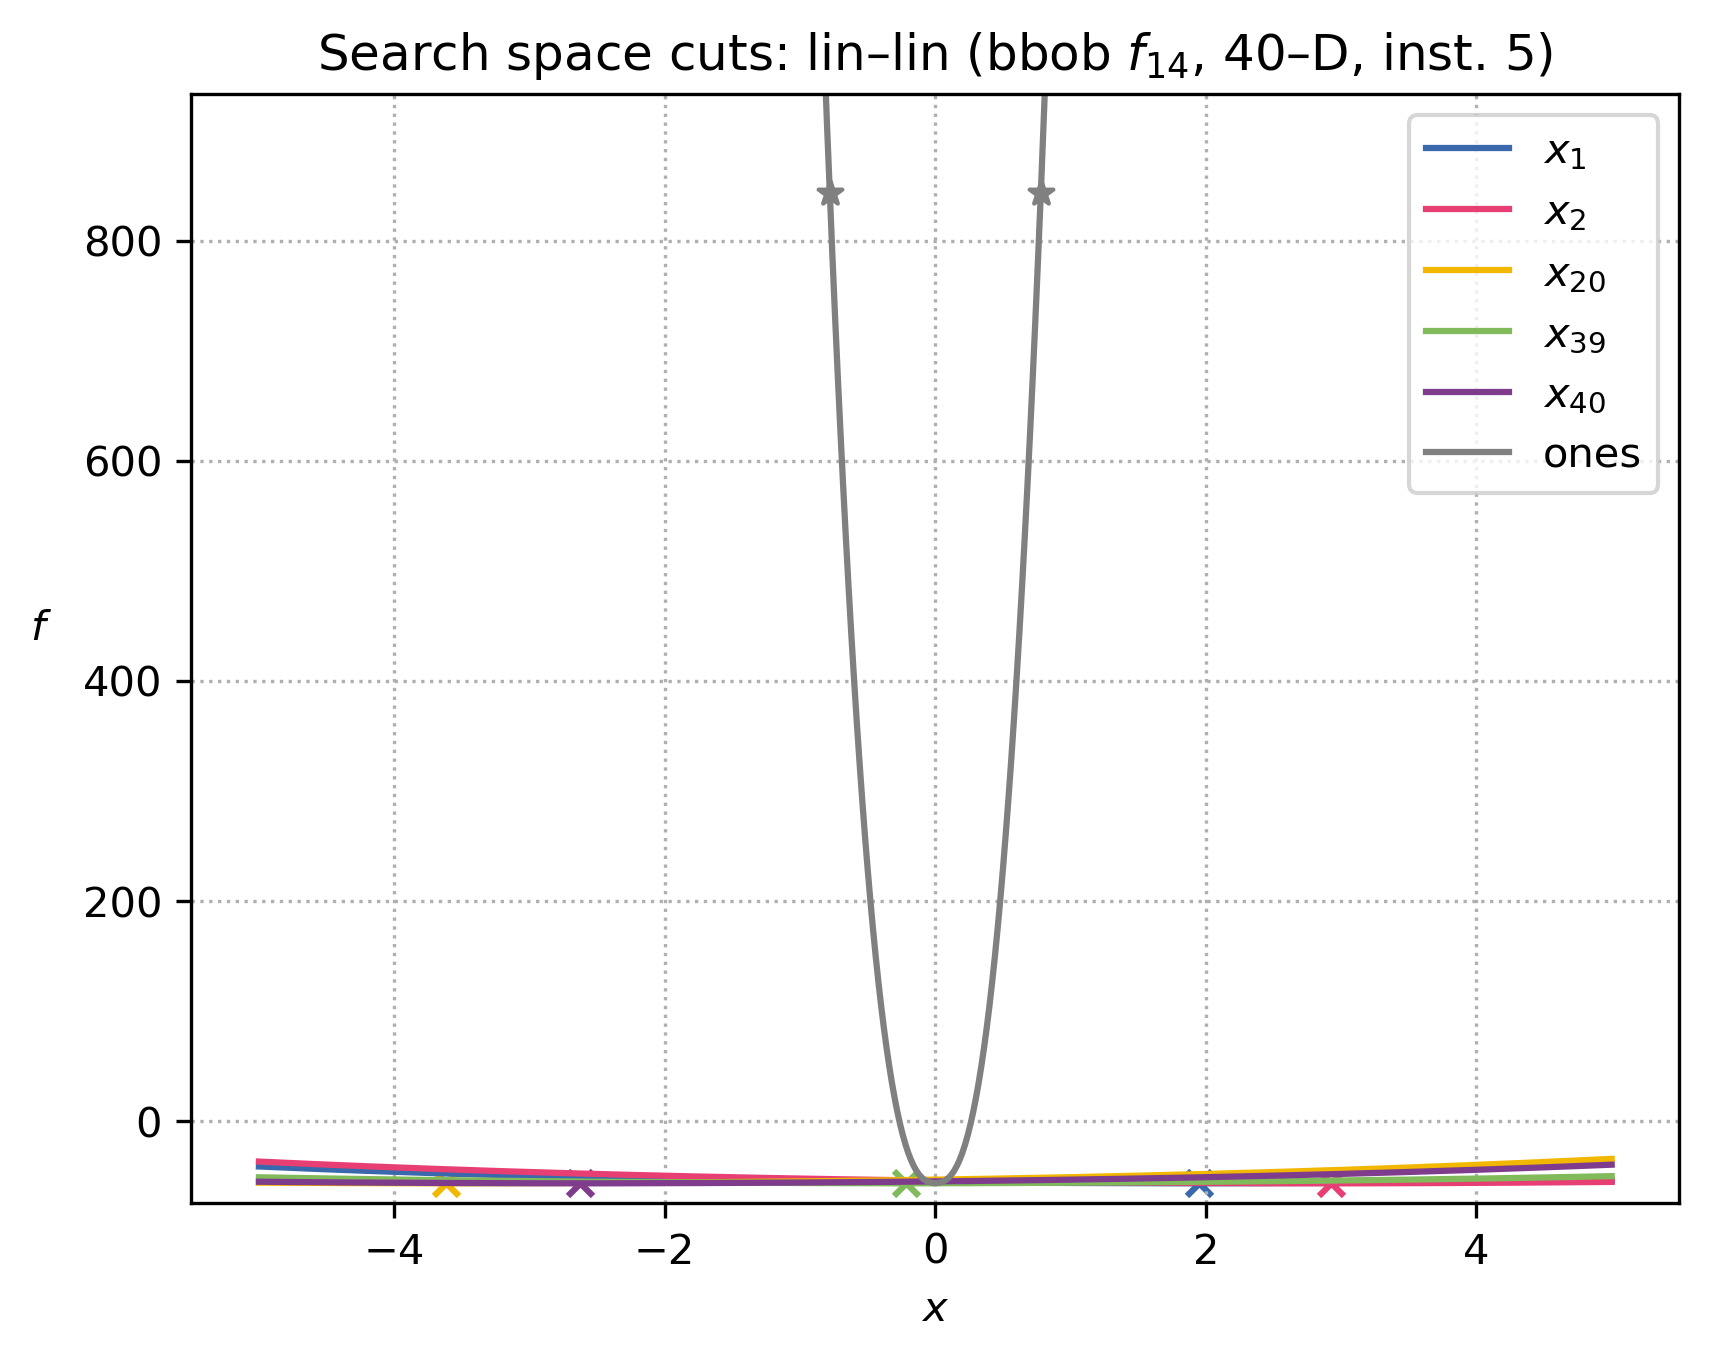 Search space cuts: lin–lin (bbob f₁₄, 40–D, inst. 5)
x₁
x₂
x₂₀
x₃₉
x₄₀
ones
800
600
400
200
0
f
−4
−2
0
2
4
x